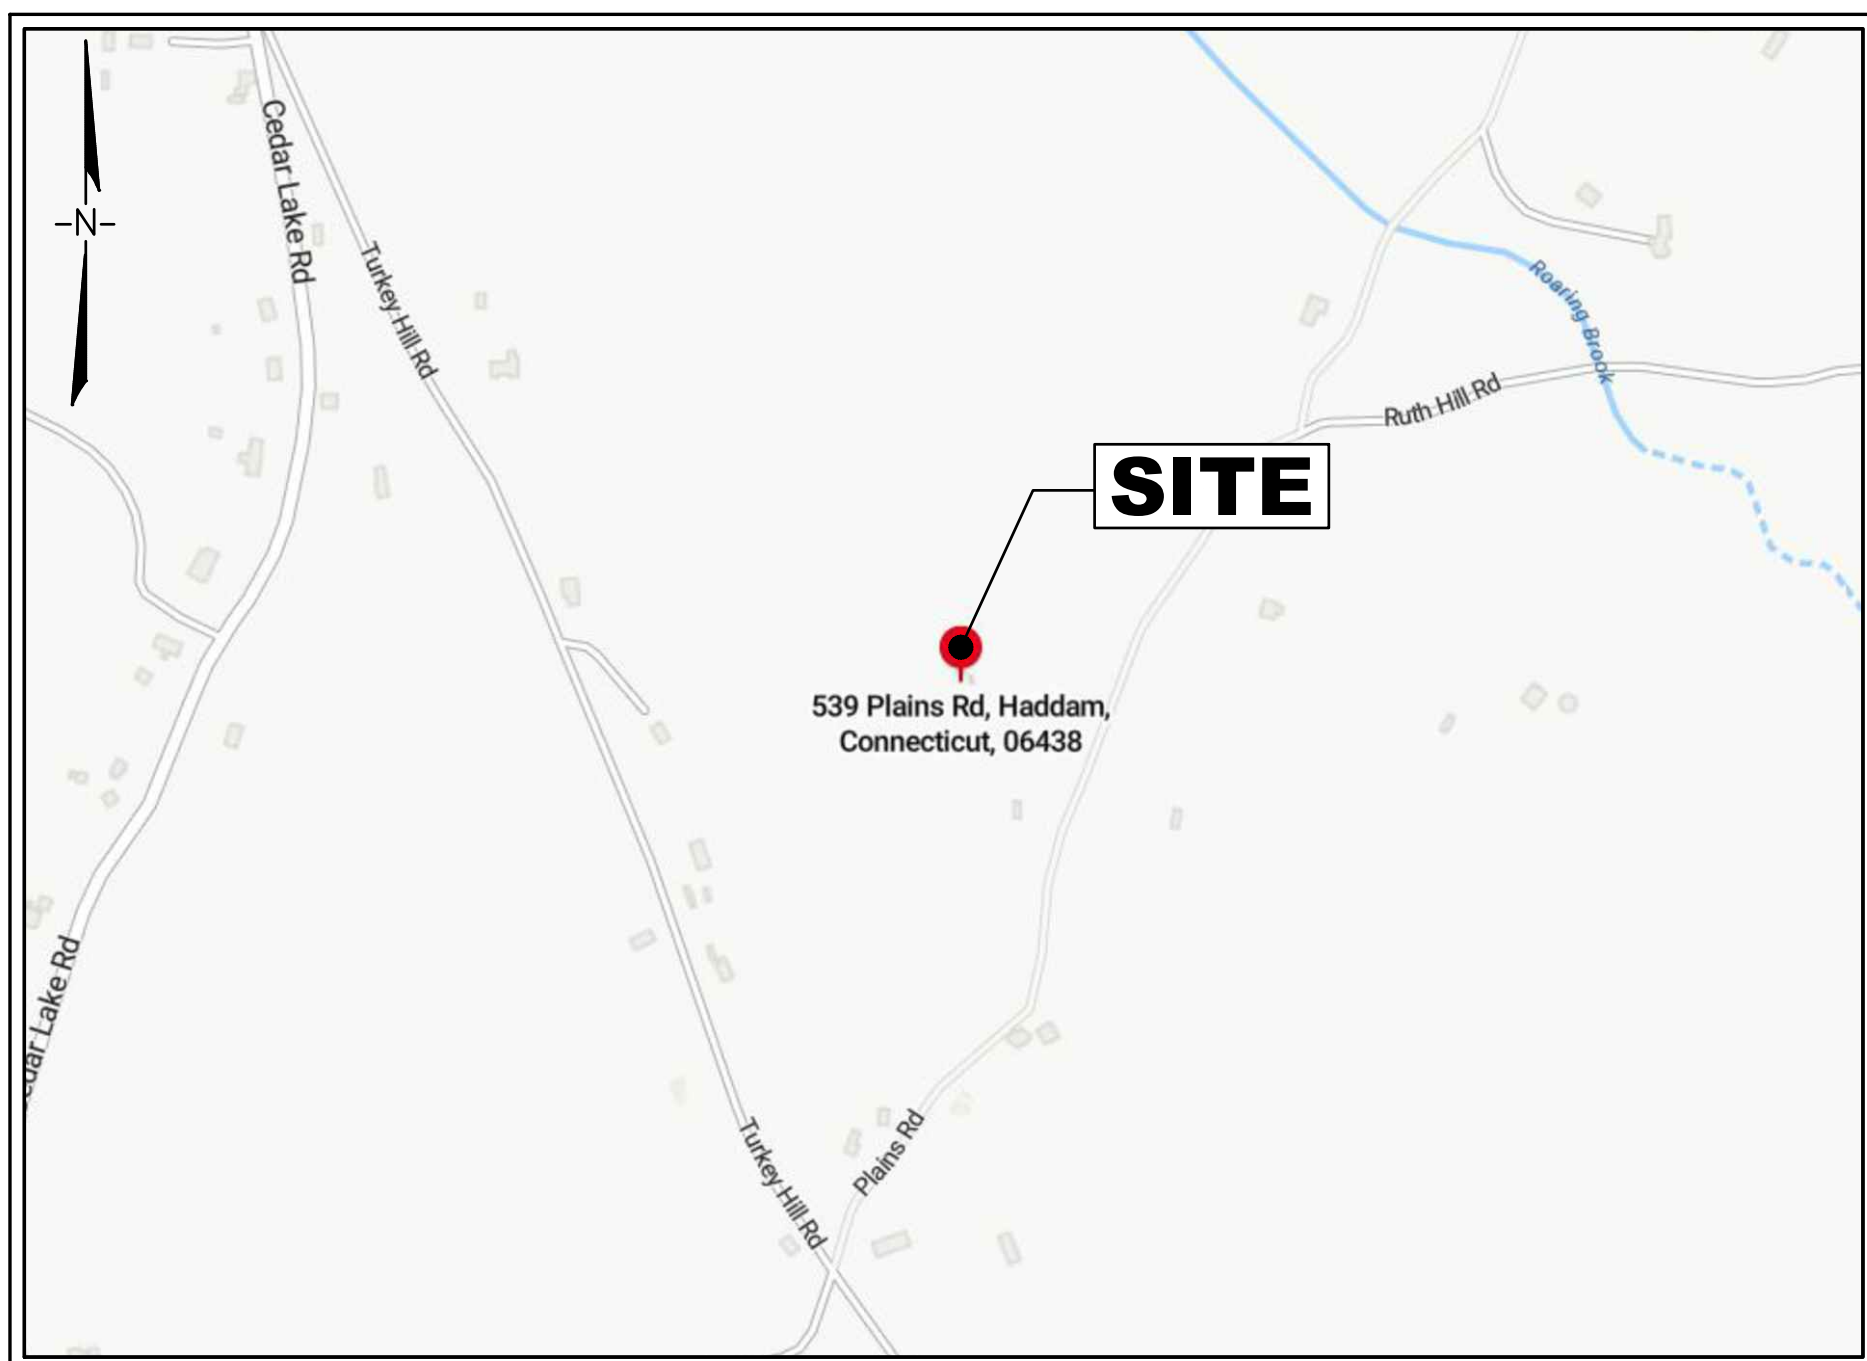 Cedar Lake Rd
-N-
Turkey Hill Rd
Roaring Brook
Ruth Hill Rd
SITE
539 Plains Rd, Haddam,
Connecticut, 06438
edar Lake Rd
Plains Rd
Turkey Hill Rd